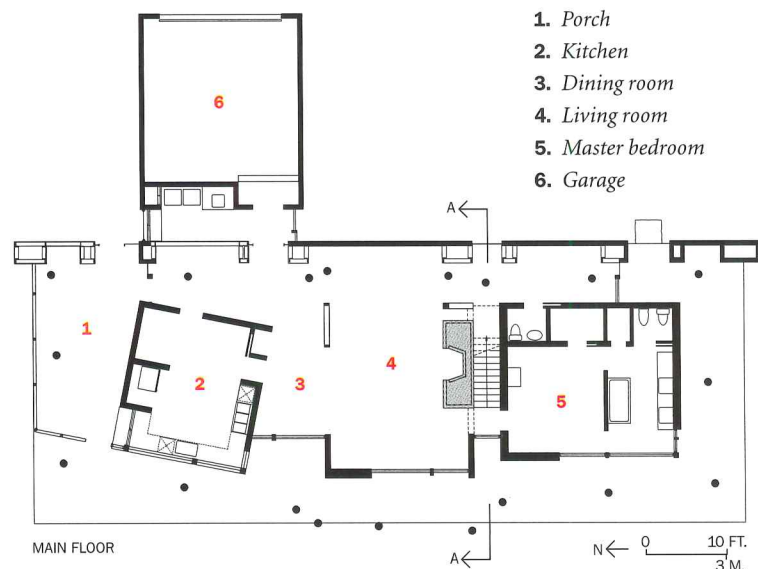 1. Porch
2. Kitchen
3. Dining room
4. Living room
5. Master bedroom
6. Garage
6
A
1
2
3
4
5
MAIN FLOOR
A
N
0 10 FT.
3 M.